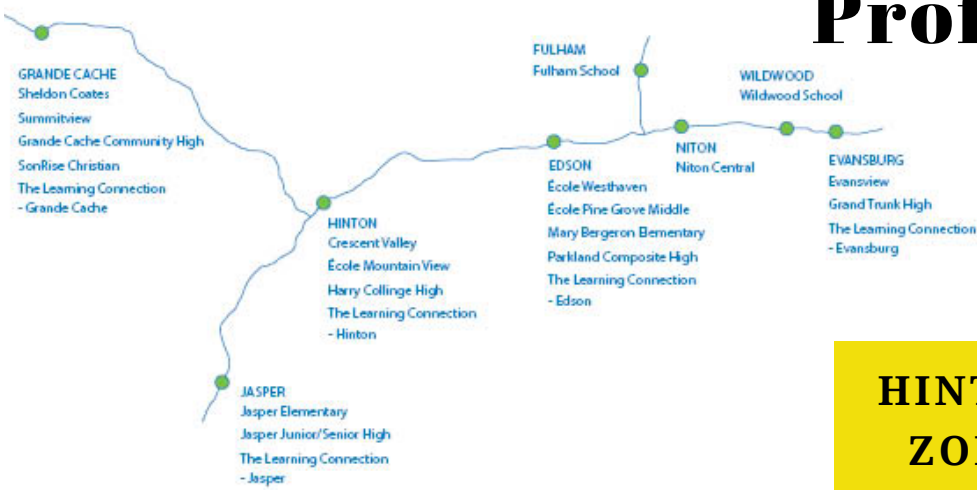 Prof
GRANDE CACHE
Sheldon Coates
Summitview
Grande Cache Community High
SonRise Christian
The Learning Connection
- Grande Cache
HINTON
Crescent Valley
École Mountain View
Harry Collinge High
The Learning Connection
- Hinton
JASPER
Jasper Elementary
Jasper Junior/Senior High
The Learning Connection
- Jasper
FULHAM
Fulham School
EDSON
École Westhaven
École Pine Grove Middle
Mary Bergeron Elementary
Parkland Composite High
The Learning Connection
- Edson
NITON
Niton Central
WILDWOOD
Wildwood School
EVANSBURG
Evansview
Grand Trunk High
The Learning Connection
- Evansburg
HINT
ZO